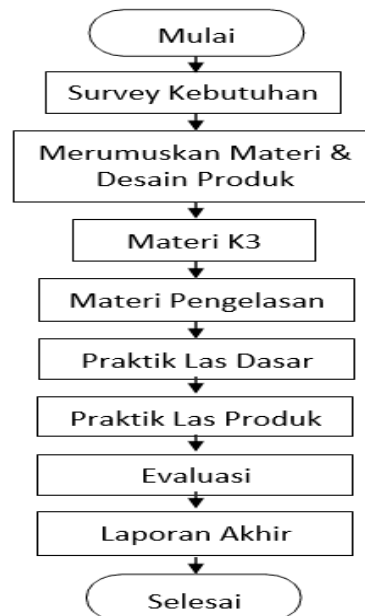 Mulai
Survey Kebutuhan
Merumuskan Materi &
Desain Produk
Materi K3
Materi Pengelasan
Praktik Las Dasar
Praktik Las Produk
Evaluasi
Laporan Akhir
Selesai